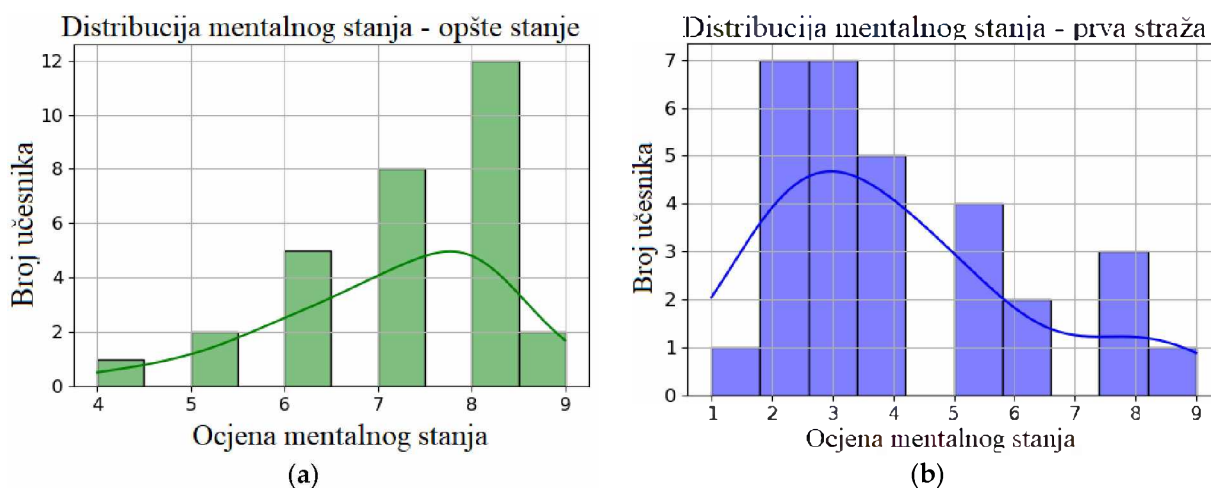 Distribucija mentalnog stanja - opšte stanje
12
10
8
6
4
2
0
Broj učesnika
4 5 6 7 8 9
Ocjena mentalnog stanja
(a)
Distribucija mentalnog stanja - prva straža
7
6
5
4
3
2
1
0
Broj učesnika
1 2 3 4 5 6 7 8 9
Ocjena mentalnog stanja
(b)